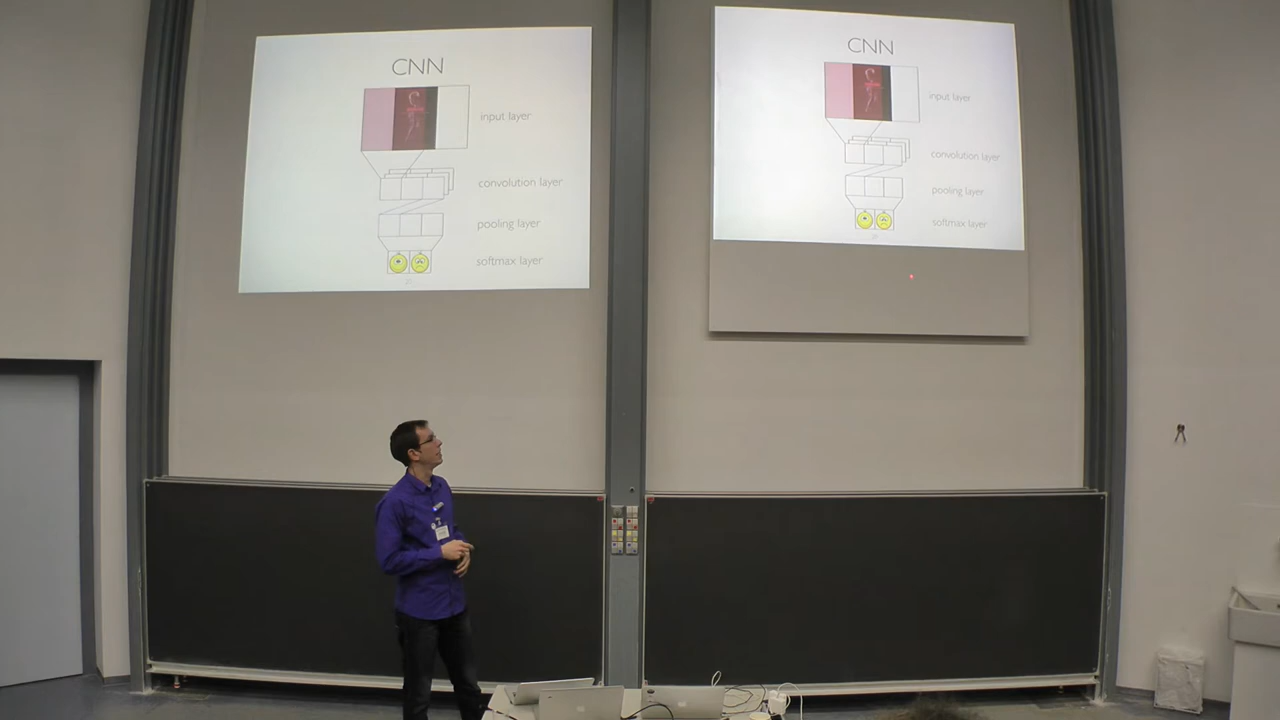 CNN
input layer
convolution layer
pooling layer
softmax layer
CNN
input layer
convolution layer
pooling layer
softmax layer